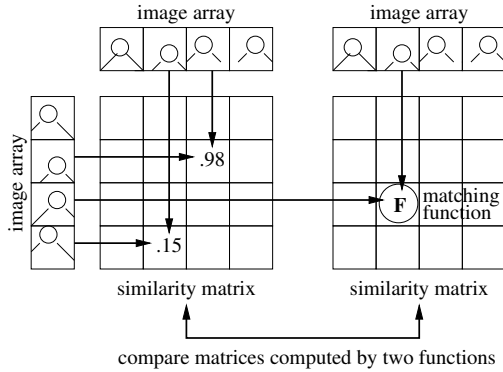 image array
image array
image array
.98
.15
F
matching
function
similarity matrix
similarity matrix
compare matrices computed by two functions